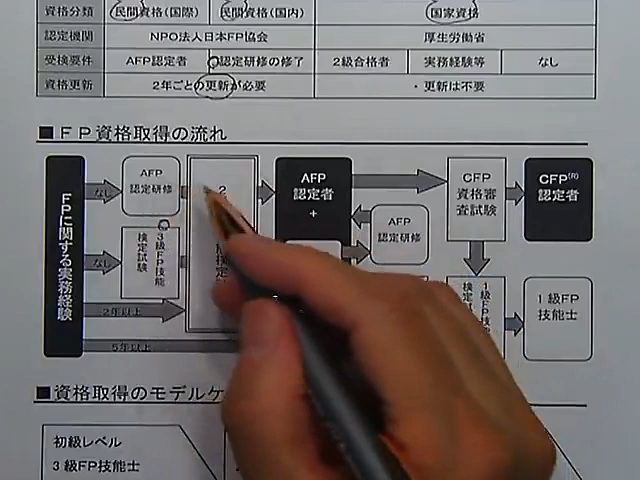 資格分類 民間資格(国際) 民間資格(国内) 国家資格
認定機関 NPO法人日本FP協会 厚生労働省
受検要件 AFP認定者 認定研修の修了 2級合格者 実務経験等 なし
資格更新 2年ごとの更新が必要 ・更新は不要
■FP資格取得の流れ
FPに関する実務経験
なし
AFP
認定研修
なし
3級FP技能
検定試験
2年以上
5年以上
2
AFP
認定者
+
AFP
認定研修
CFP
資格審
査試験
CFP(R)
認定者
1級FP技
検定
1級FP
技能士
■資格取得のモデルケ
初級レベル
3級FP技能士